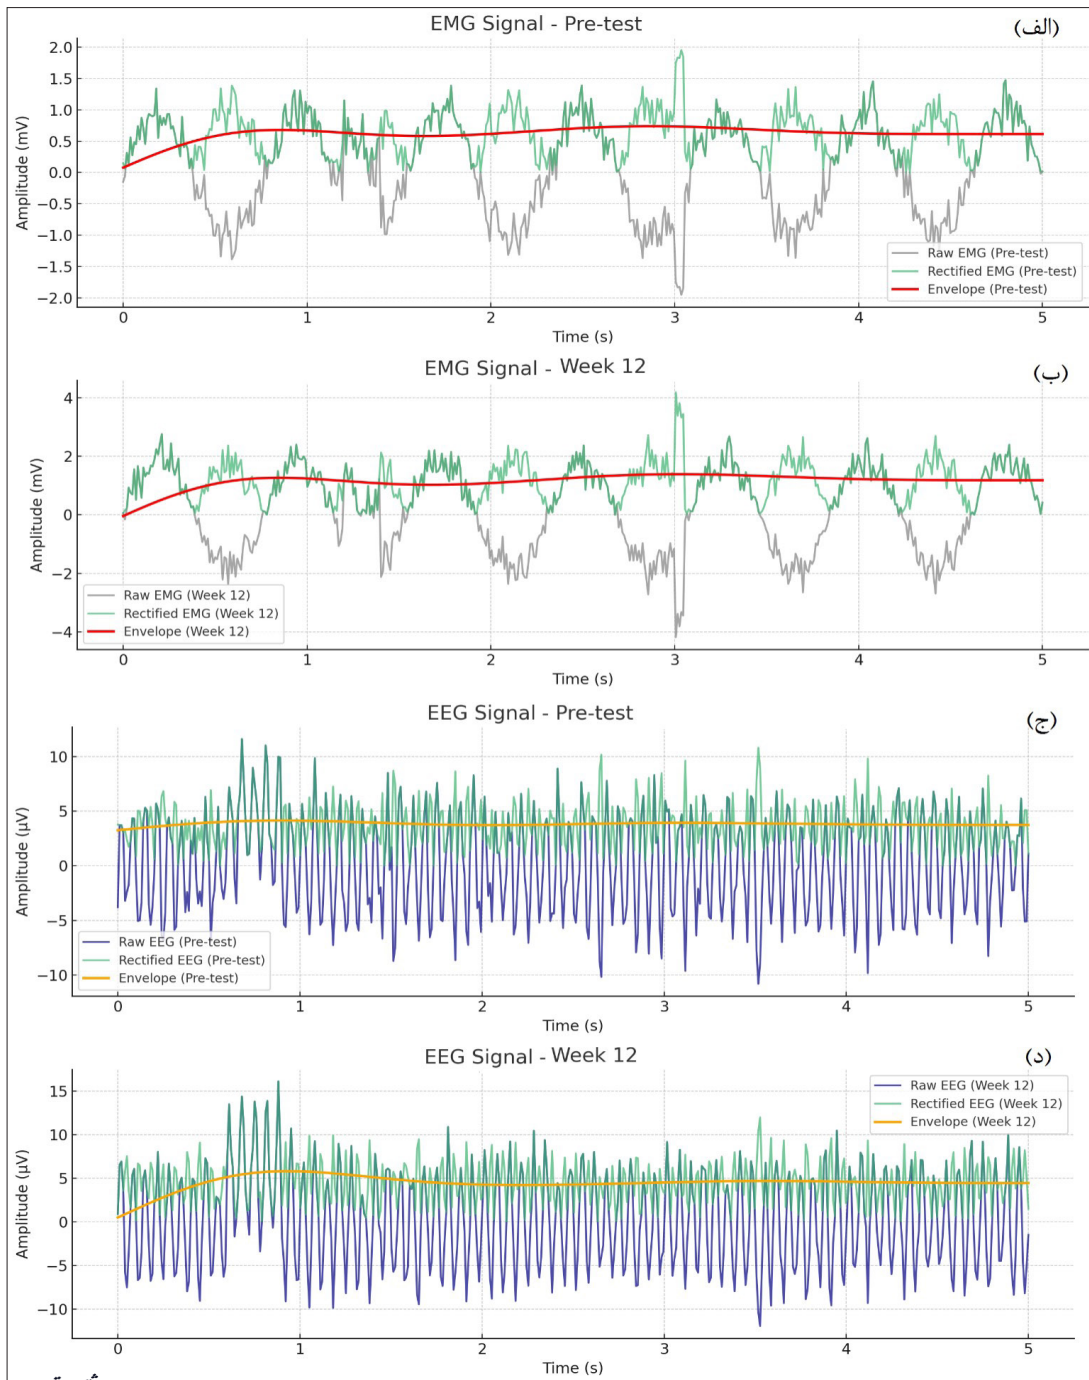 EMG Signal - Pre-test
(الف)
2.0
1.5
1.0
0.5
0.0
−0.5
−1.0
−1.5
−2.0
Amplitude (mV)
Raw EMG (Pre-test)
Rectified EMG (Pre-test)
Envelope (Pre-test)
0 1 2 3 4 5
Time (s)
EMG Signal - Week 12
(ب)
4
2
0
−2
−4
Amplitude (mV)
Raw EMG (Week 12)
Rectified EMG (Week 12)
Envelope (Week 12)
0 1 2 3 4 5
Time (s)
EEG Signal - Pre-test
(ج)
10
5
0
−5
−10
Amplitude (µV)
Raw EEG (Pre-test)
Rectified EEG (Pre-test)
Envelope (Pre-test)
0 1 2 3 4 5
Time (s)
EEG Signal - Week 12
(د)
15
10
5
0
−5
−10
Amplitude (µV)
Raw EEG (Week 12)
Rectified EEG (Week 12)
Envelope (Week 12)
0 1 2 3 4 5
Time (s)